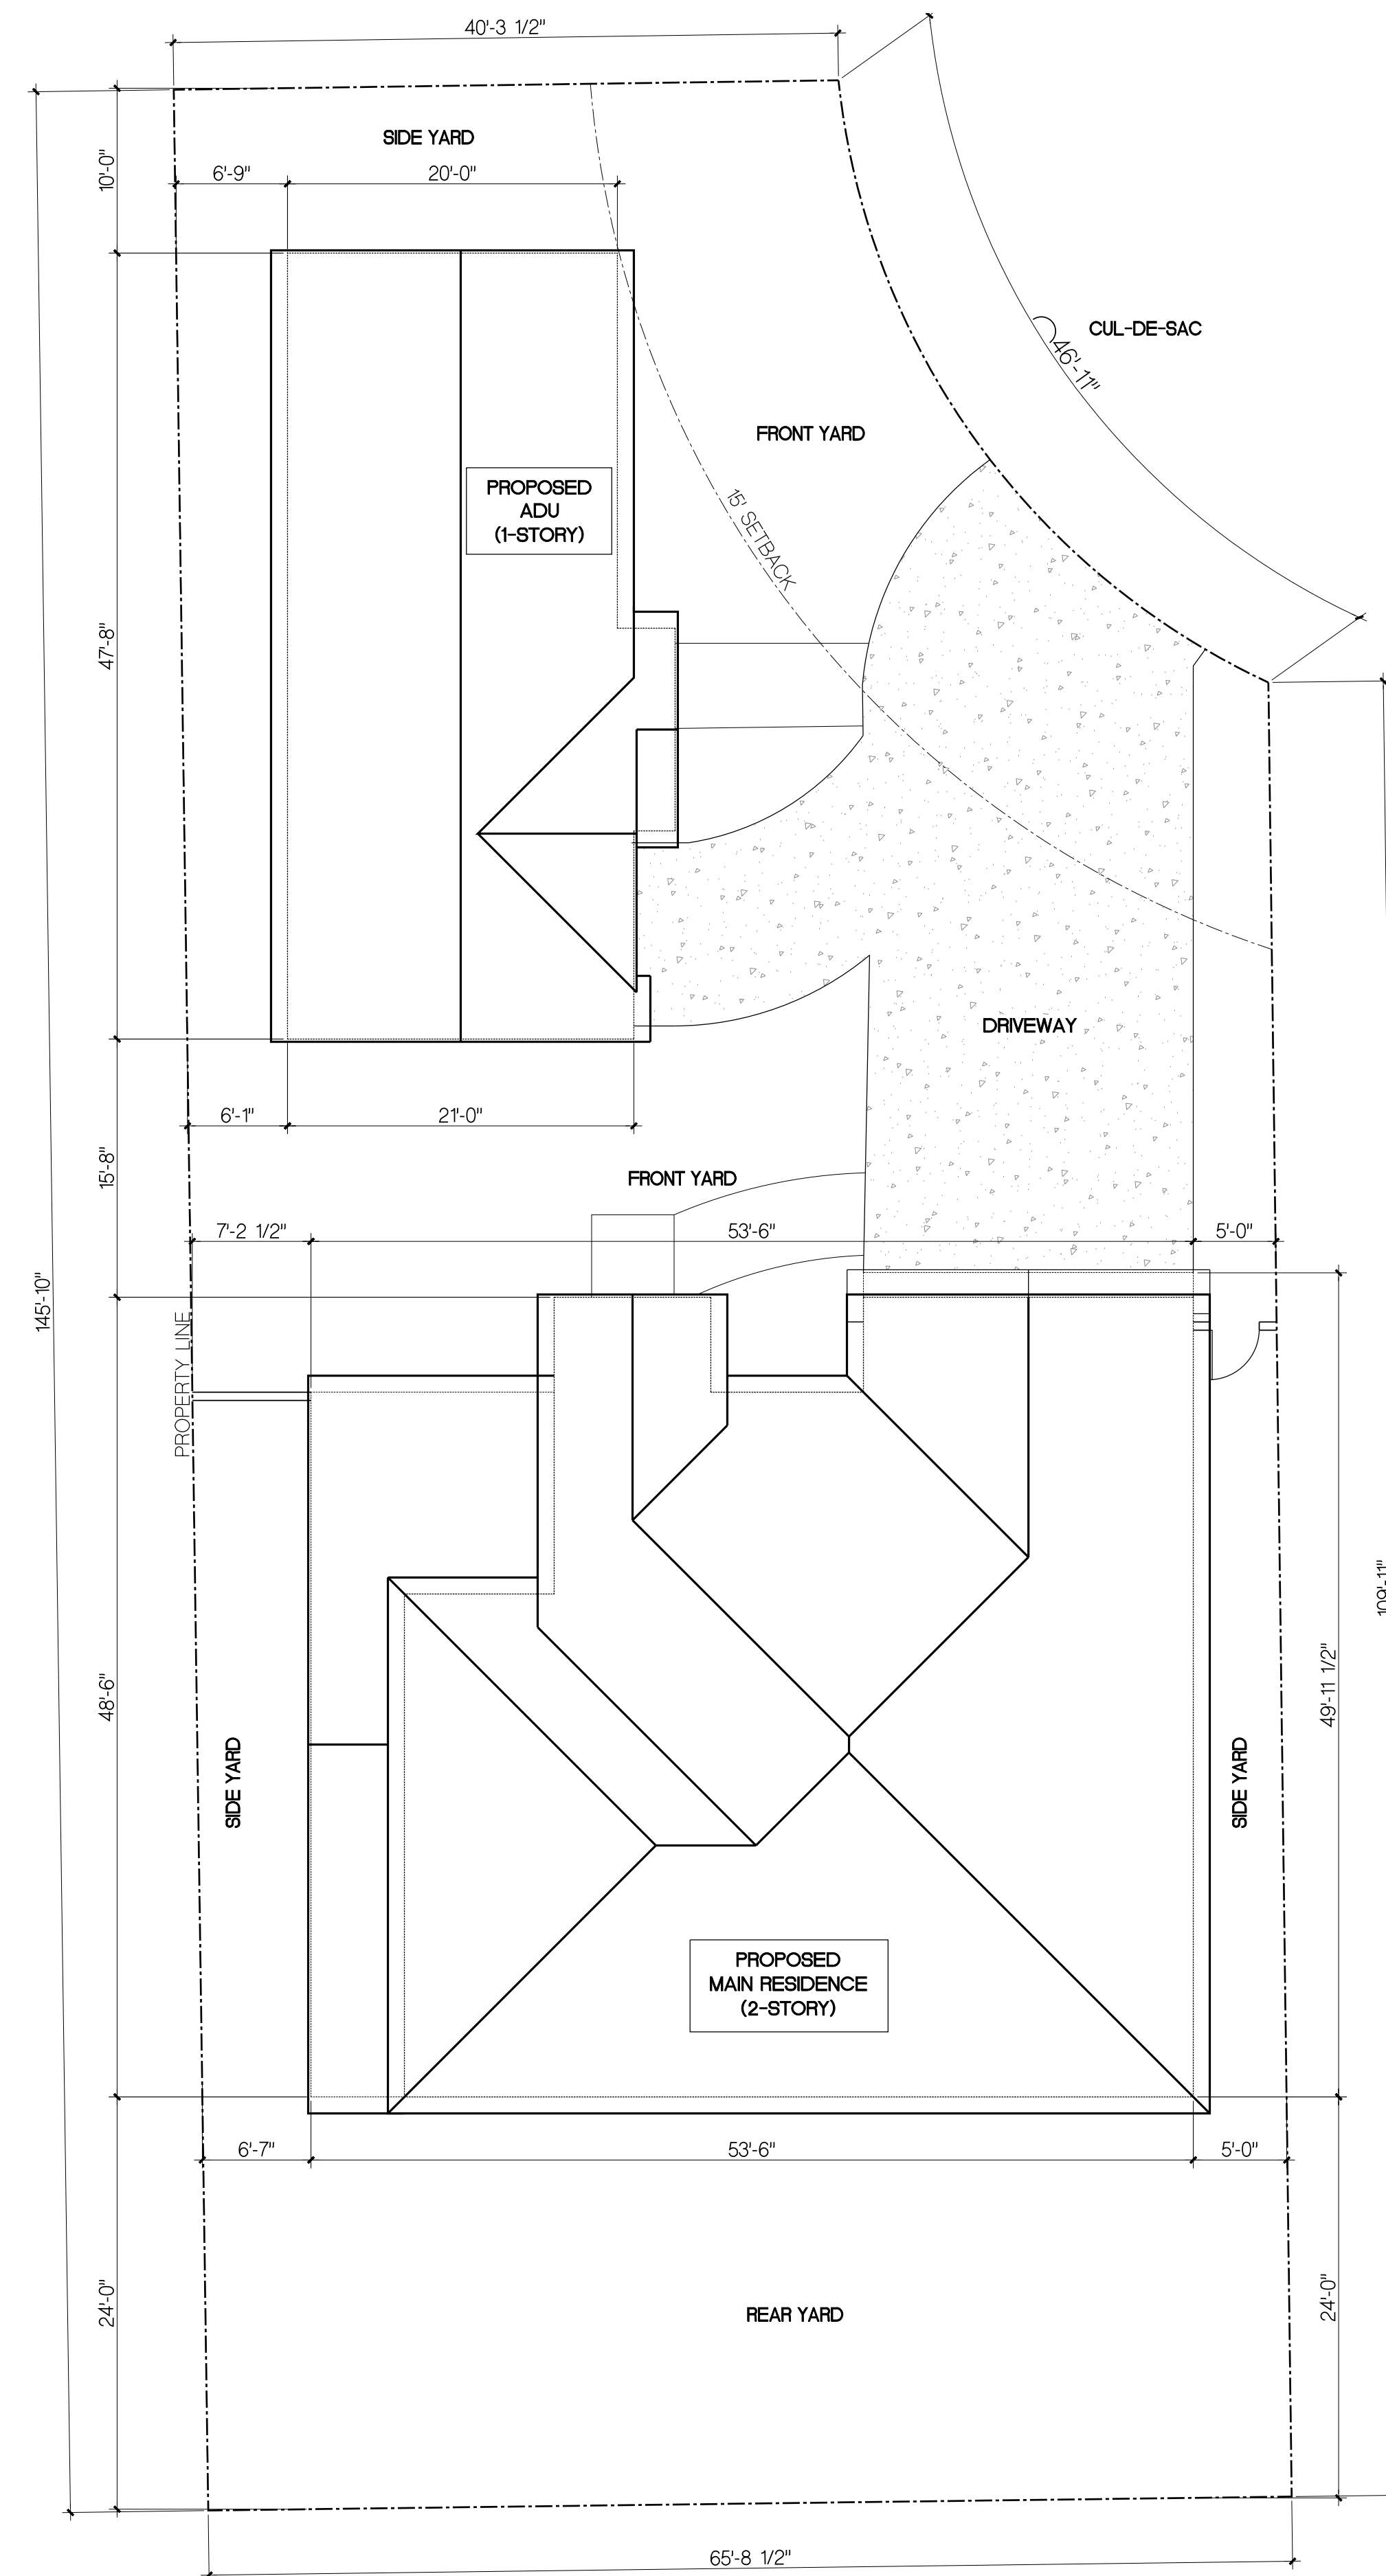 40'-3 1/2"
SIDE YARD
10'-0"
6'-9"
20'-0"
CUL-DE-SAC
46'-11"
FRONT YARD
PROPOSED
ADU
(1-STORY)
15' SETBACK
47'-8"
DRIVEWAY
6'-1"
21'-0"
15'-8"
FRONT YARD
7'-2 1/2"
53'-6"
5'-0"
145'-10"
PROPERTY LINE
109'-11"
48'-6"
49'-11 1/2"
SIDE YARD
SIDE YARD
PROPOSED
MAIN RESIDENCE
(2-STORY)
6'-7"
53'-6"
5'-0"
24'-0"
24'-0"
REAR YARD
65'-8 1/2"